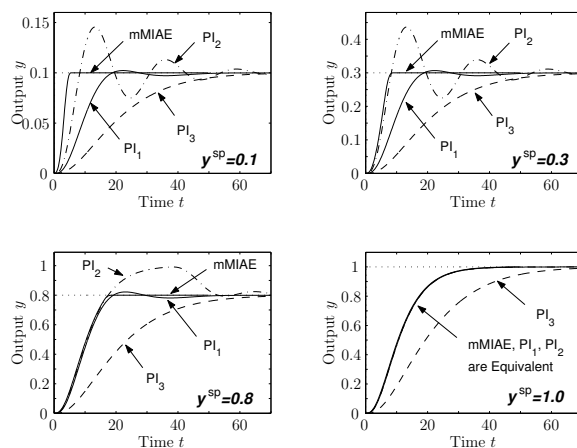 0.15
0.1
0.05
0
Output y
mMIAE
PI2
PI1
PI3
y^sp=0.1
0 20 40 60
Time t
0.4
0.3
0.2
0.1
0
Output y
mMIAE
PI2
PI1
PI3
y^sp=0.3
0 20 40 60
Time t
1
0.8
0.6
0.4
0.2
0
Output y
PI2
mMIAE
PI1
PI3
y^sp=0.8
0 20 40 60
Time t
1
0.8
0.6
0.4
0.2
0
Output y
PI3
mMIAE, PI1, PI2
are Equivalent
y^sp=1.0
0 20 40 60
Time t